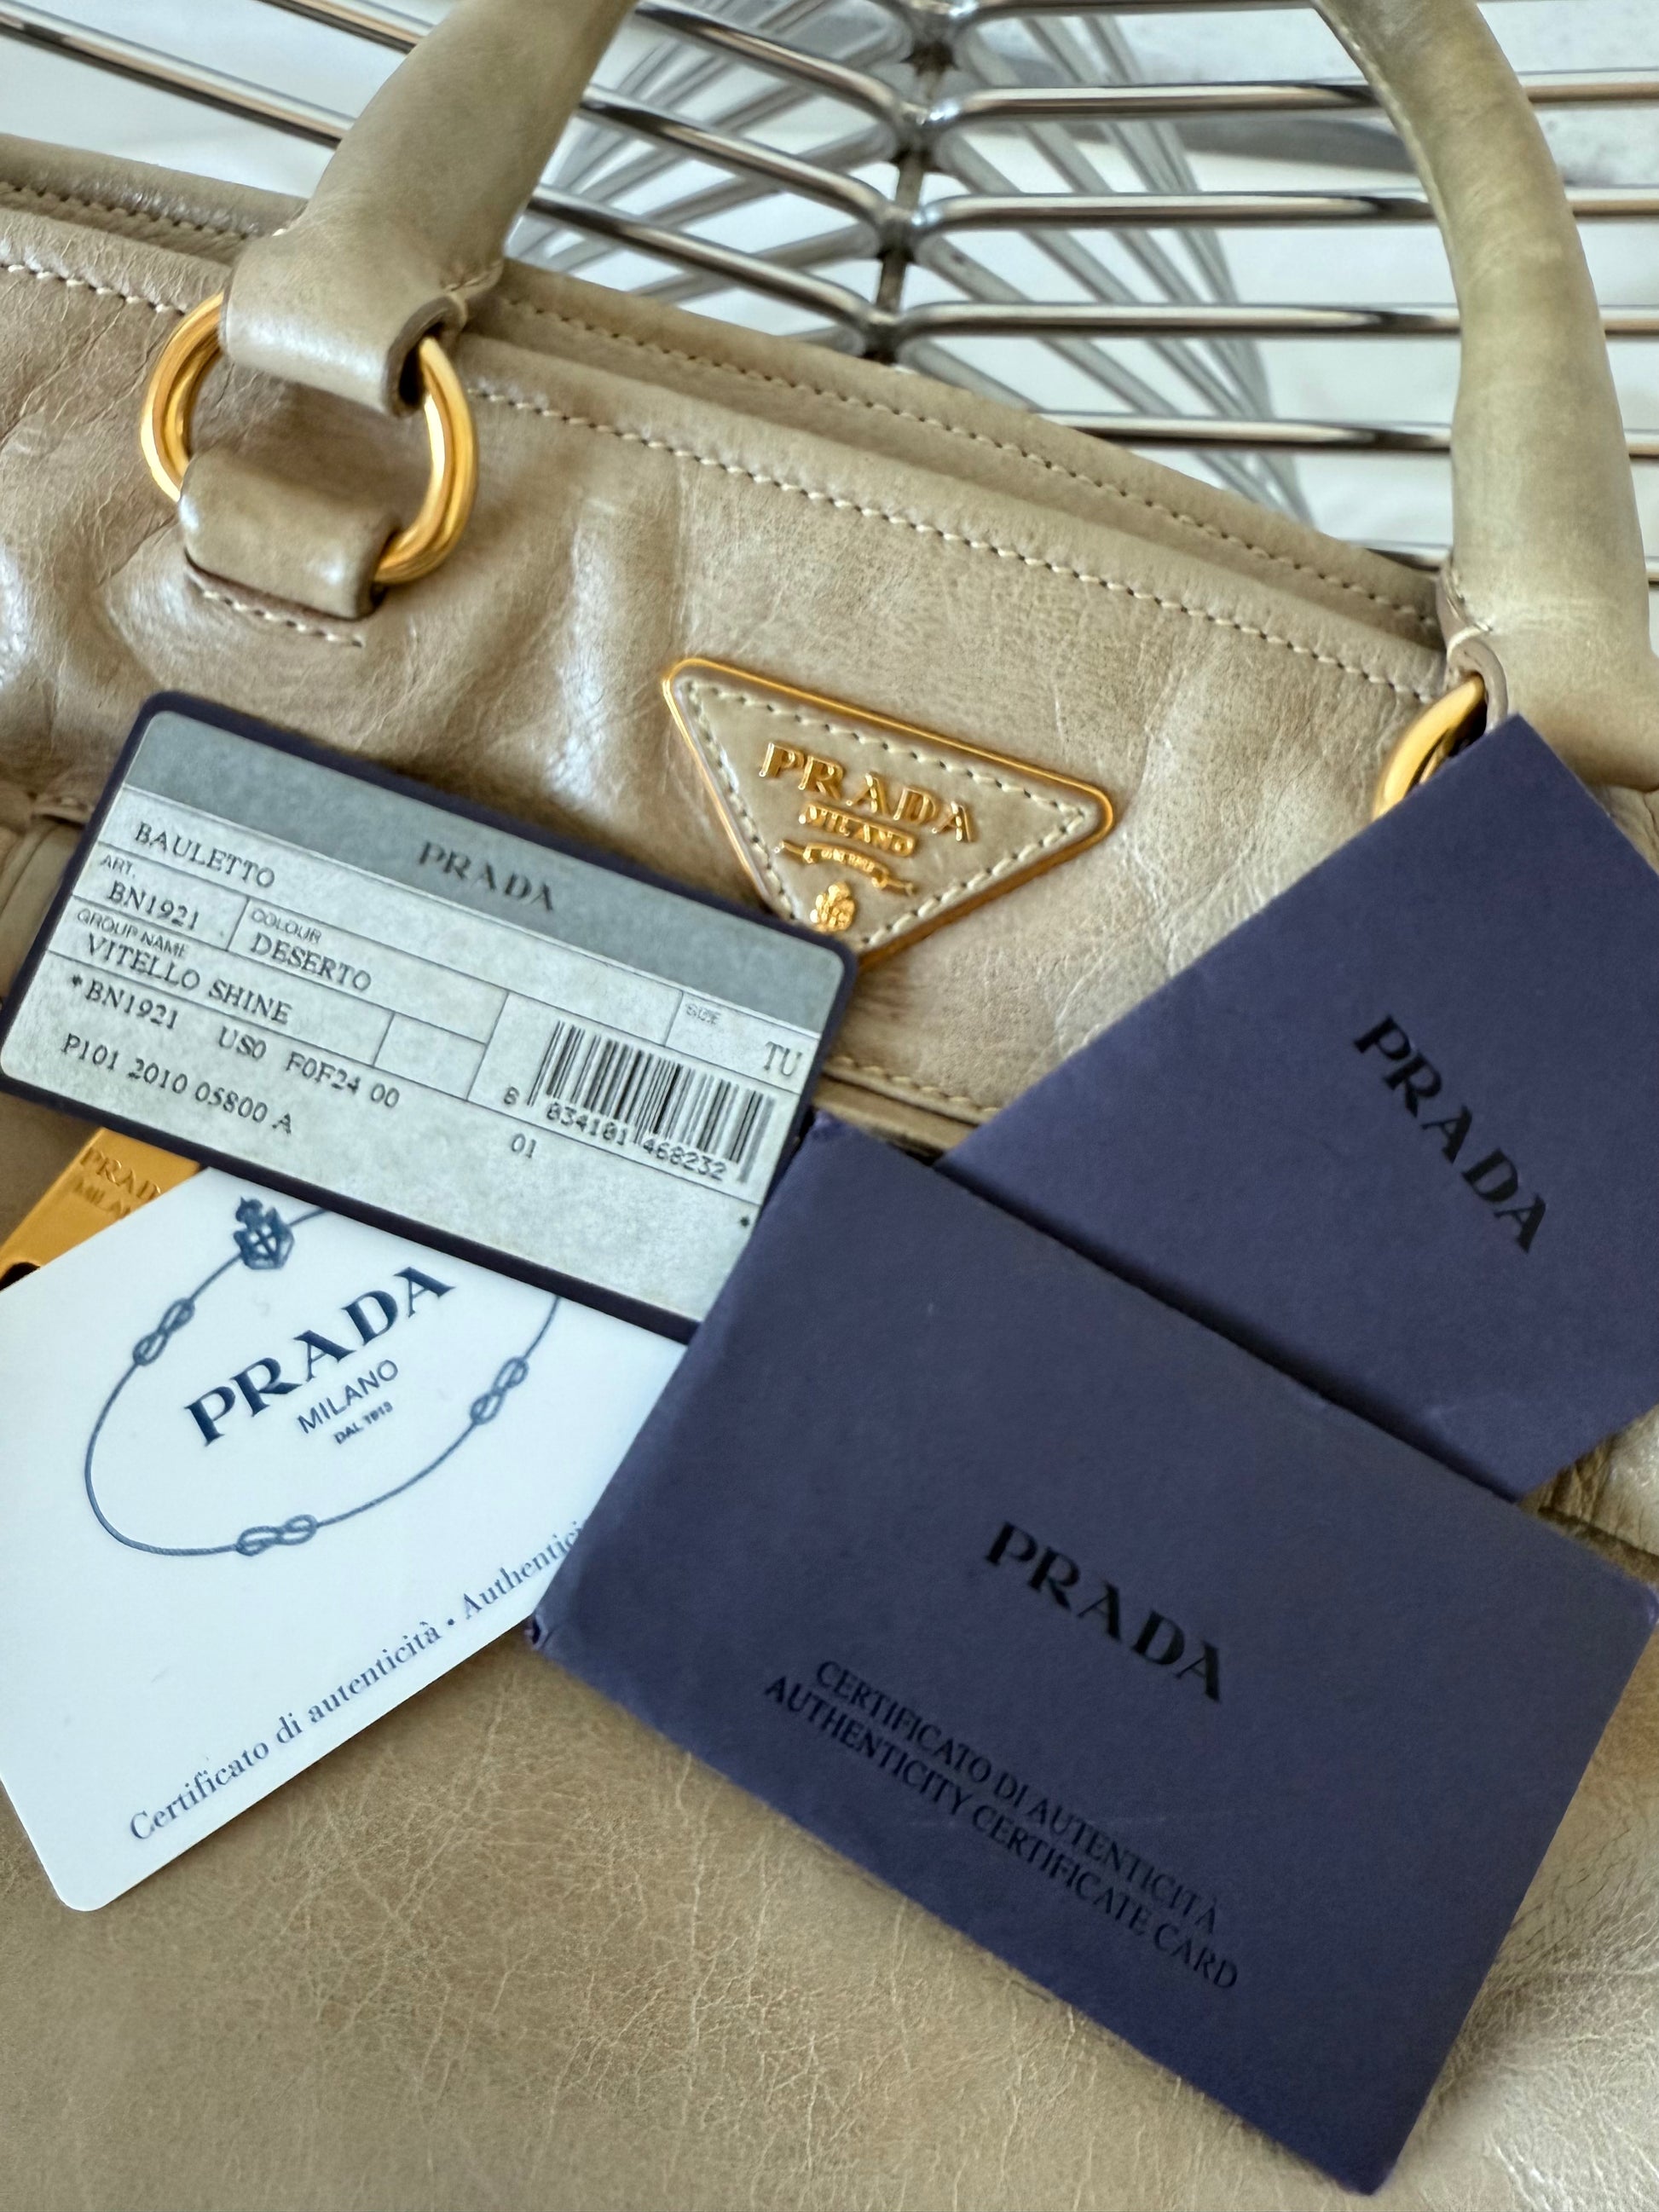 PRADA
MILANO
PRADA
BAULETTO
ART.
BN1921
COLOUR
DESERTO
SIZE
TU
GROUP NAME
VITELLO SHINE
*BN1921 US0 F0F24 00
P101 2010 05800 A
8 034181 468232
01
*
PRADA
PRADA
MILANO
DAL 1913
Certificato di autenticità •
PRADA
PRADA
CERTIFICATO DI AUTENTICITÀ
AUTHENTICITY CERTIFICATE CARD